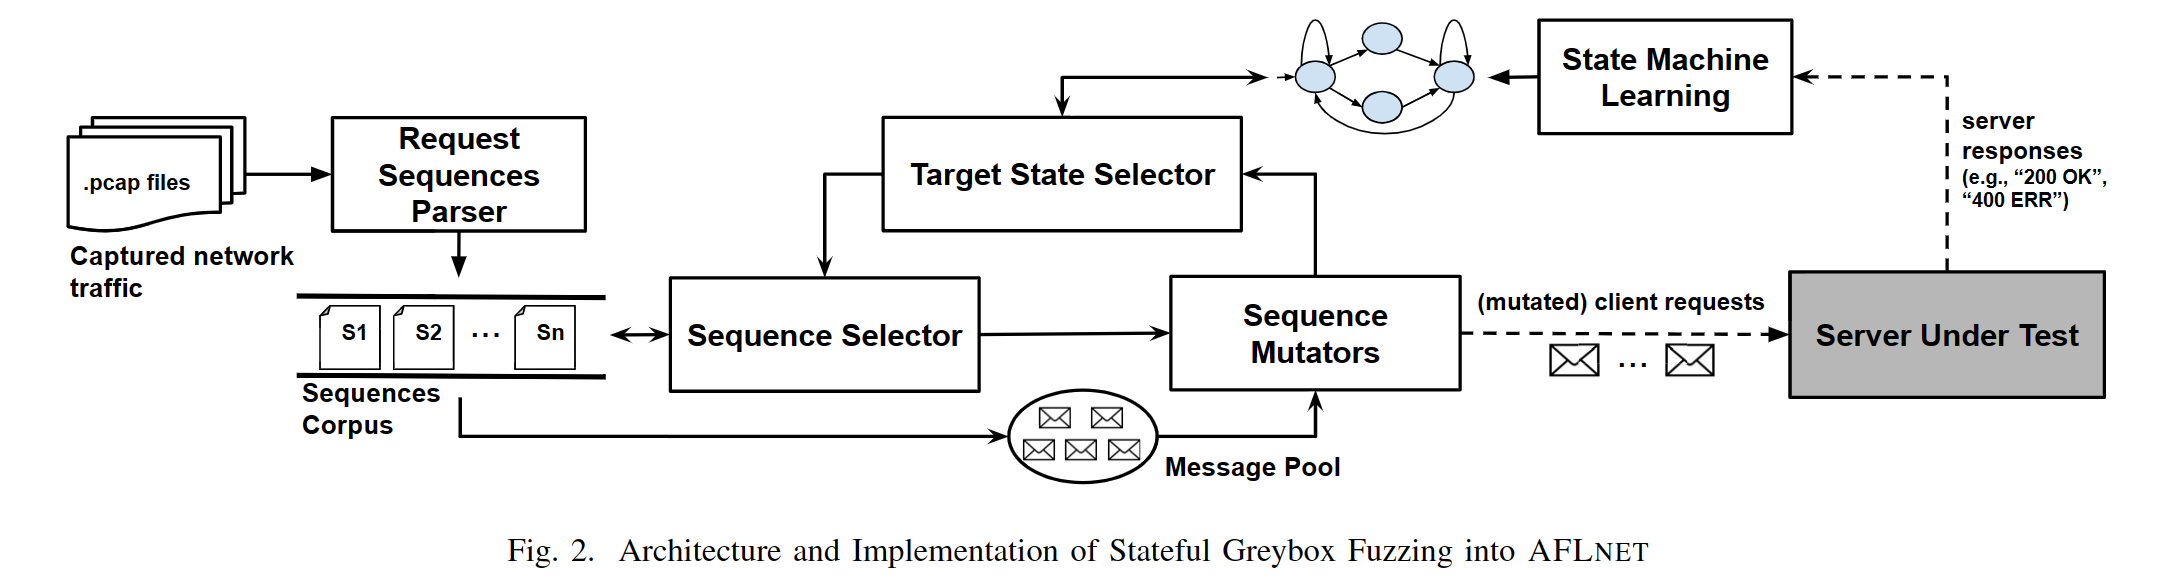 .pcap files
Captured network
traffic
Request
Sequences
Parser
S1 S2 ... Sn
Sequences
Corpus
Sequence Selector
Target State Selector
Message Pool
Sequence
Mutators
State Machine
Learning
(mutated) client requests
...
server
responses
(e.g., “200 OK”,
“400 ERR”)
Server Under Test
Fig. 2. Architecture and Implementation of Stateful Greybox Fuzzing into AFLNET